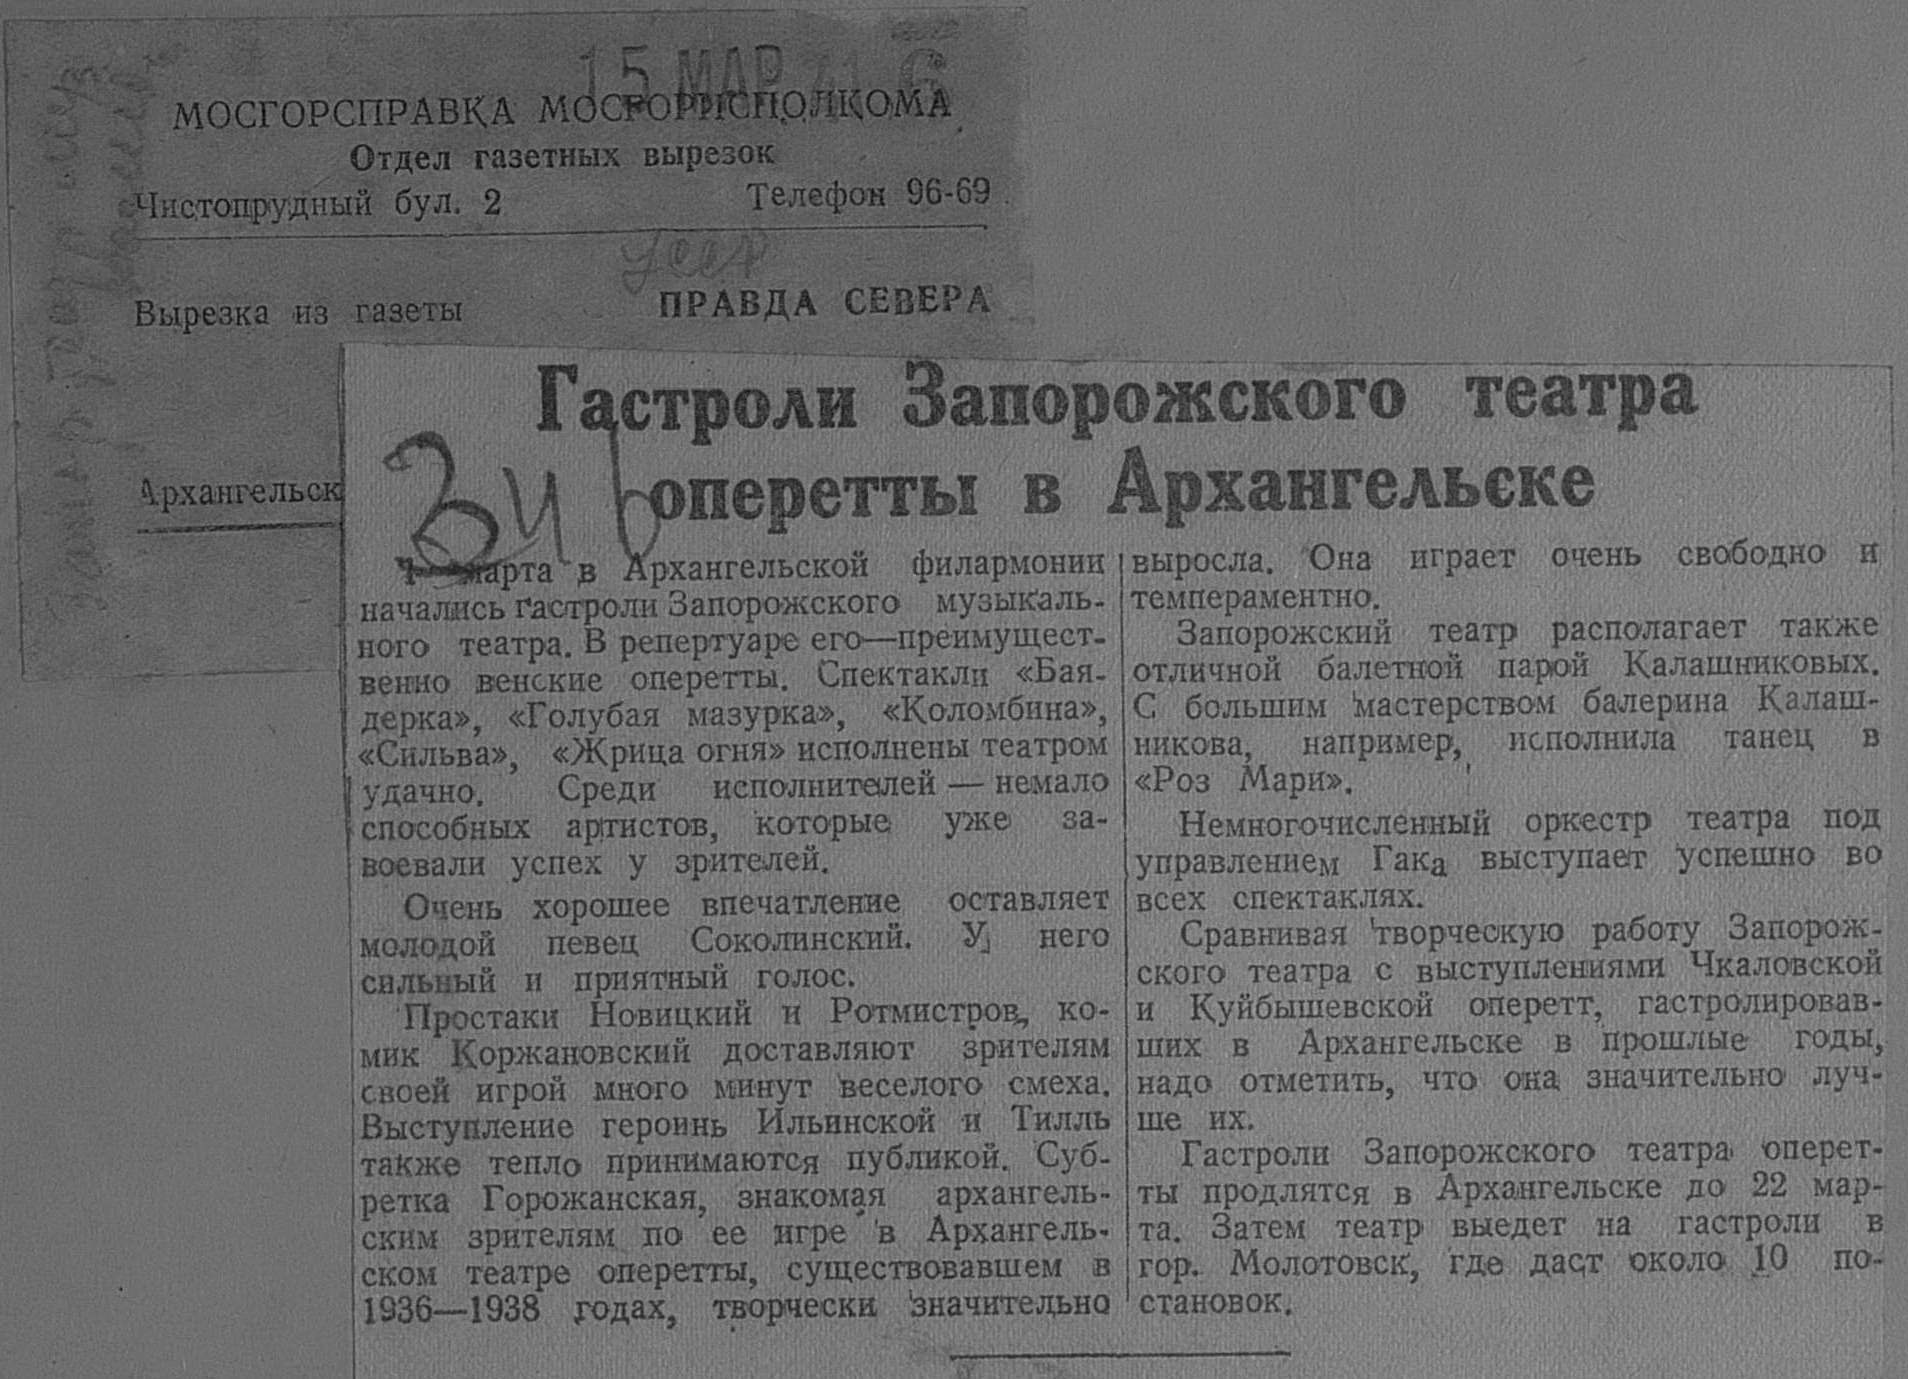 15 МАР 41
МОСГОРСПРАВКА МОСГОРИСПОЛКОМА
Отдел газетных вырезок
Чистопрудный бул. 2 Телефон 96-69
Вырезка из газеты ПРАВДА СЕВЕРА
Архангельск
Гастроли Запорожского театра
оперетты в Архангельске
марта в Архангельской филармонии
начались гастроли Запорожского музыкаль-
ного театра. В репертуаре его—преимущест-
венно венские оперетты. Спектакли «Бая-
дерка», «Голубая мазурка», «Коломбина»,
«Сильва», «Жрица огня» исполнены театром
удачно. Среди исполнителей — немало
способных артистов, которые уже за-
воевали успех у зрителей.
Очень хорошее впечатление оставляет
молодой певец Соколинский. У него
сильный и приятный голос.
Простаки Новицкий и Ротмистров, ко-
мик Коржановский доставляют зрителям
своей игрой много минут веселого смеха.
Выступление героинь Ильинской и Тилль
также тепло принимаются публикой. Суб-
ретка Горожанская, знакомая архангель-
ским зрителям по ее игре в Архангель-
ском театре оперетты, существовавшем в
1936—1938 годах, творчески значительно
выросла. Она играет очень свободно и
темпераментно.
Запорожский театр располагает также
отличной балетной парой Калашниковых.
С большим мастерством балерина Калаш-
никова, например, исполнила танец в
«Роз Мари».
Немногочисленный оркестр театра под
управлением Гака выступает успешно во
всех спектаклях.
Сравнивая творческую работу Запорож-
ского театра с выступлениями Чкаловской
и Куйбышевской оперетт, гастролировав-
ших в Архангельске в прошлые годы,
надо отметить, что она значительно луч-
ше их.
Гастроли Запорожского театра оперет-
ты продлятся в Архангельске до 22 мар-
та. Затем театр выедет на гастроли в
гор. Молотовск, где даст около 10 по-
становок.